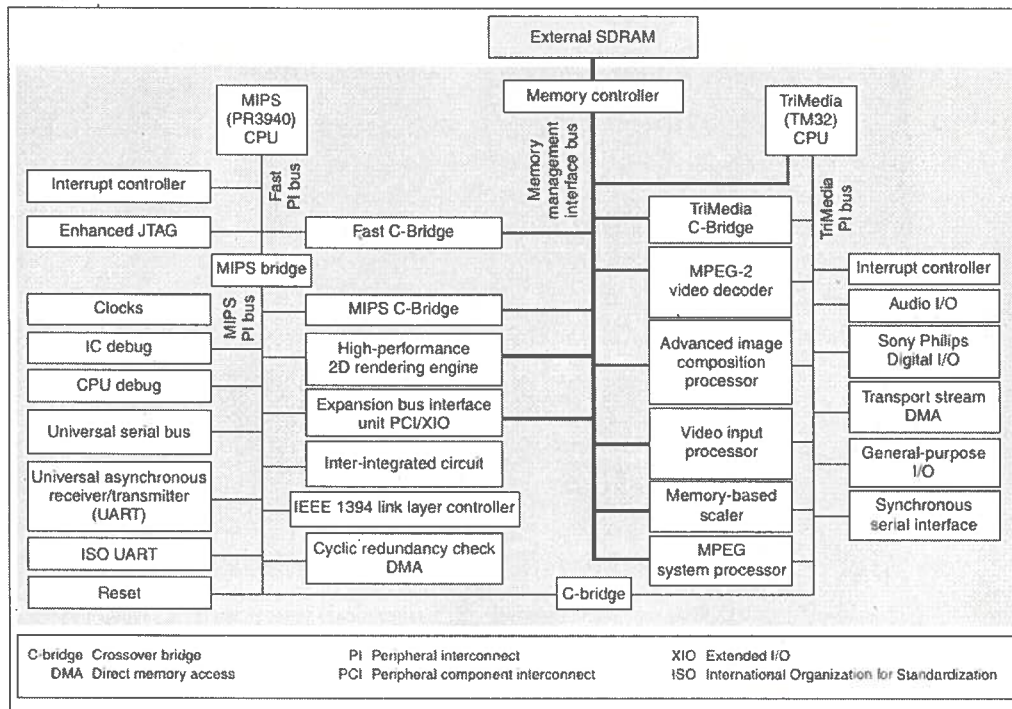 External SDRAM
Memory controller
MIPS
(PR3940)
CPU
TriMedia
(TM32)
CPU
Fast
PI bus
Memory
management
interface bus
TriMedia
PI bus
Interrupt controller
Enhanced JTAG
Fast C-Bridge
TriMedia
C-Bridge
MIPS bridge
MPEG-2
video decoder
Interrupt controller
Clocks
MIPS
PI bus
MIPS C-Bridge
Audio I/O
IC debug
High-performance
2D rendering engine
Advanced image
composition
processor
Sony Philips
Digital I/O
CPU debug
Expansion bus interface
unit PCI/XIO
Transport stream
DMA
Universal serial bus
Video input
processor
General-purpose
I/O
Inter-integrated circuit
Universal asynchronous
receiver/transmitter
(UART)
IEEE 1394 link layer controller
Memory-based
scaler
Synchronous
serial interface
ISO UART
Cyclic redundancy check
DMA
MPEG
system processor
Reset
C-bridge
C-bridge Crossover bridge
DMA Direct memory access
PI Peripheral interconnect
PCI Peripheral component interconnect
XIO Extended I/O
ISO International Organization for Standardization